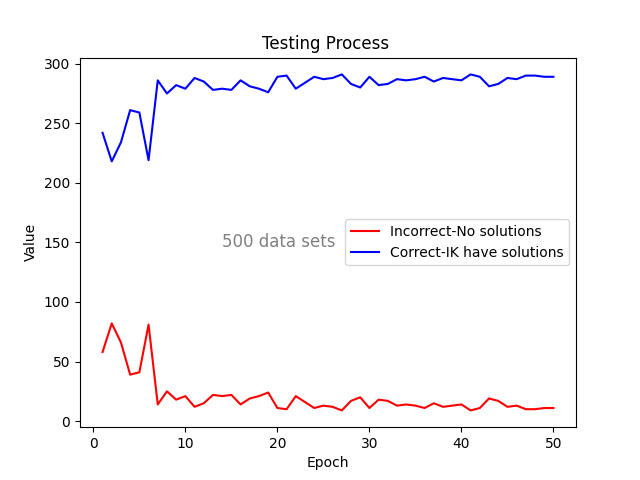 Testing Process
300
250
200
150
100
50
0
Value
500 data sets
Incorrect-No solutions
Correct-IK have solutions
0 10 20 30 40 50
Epoch